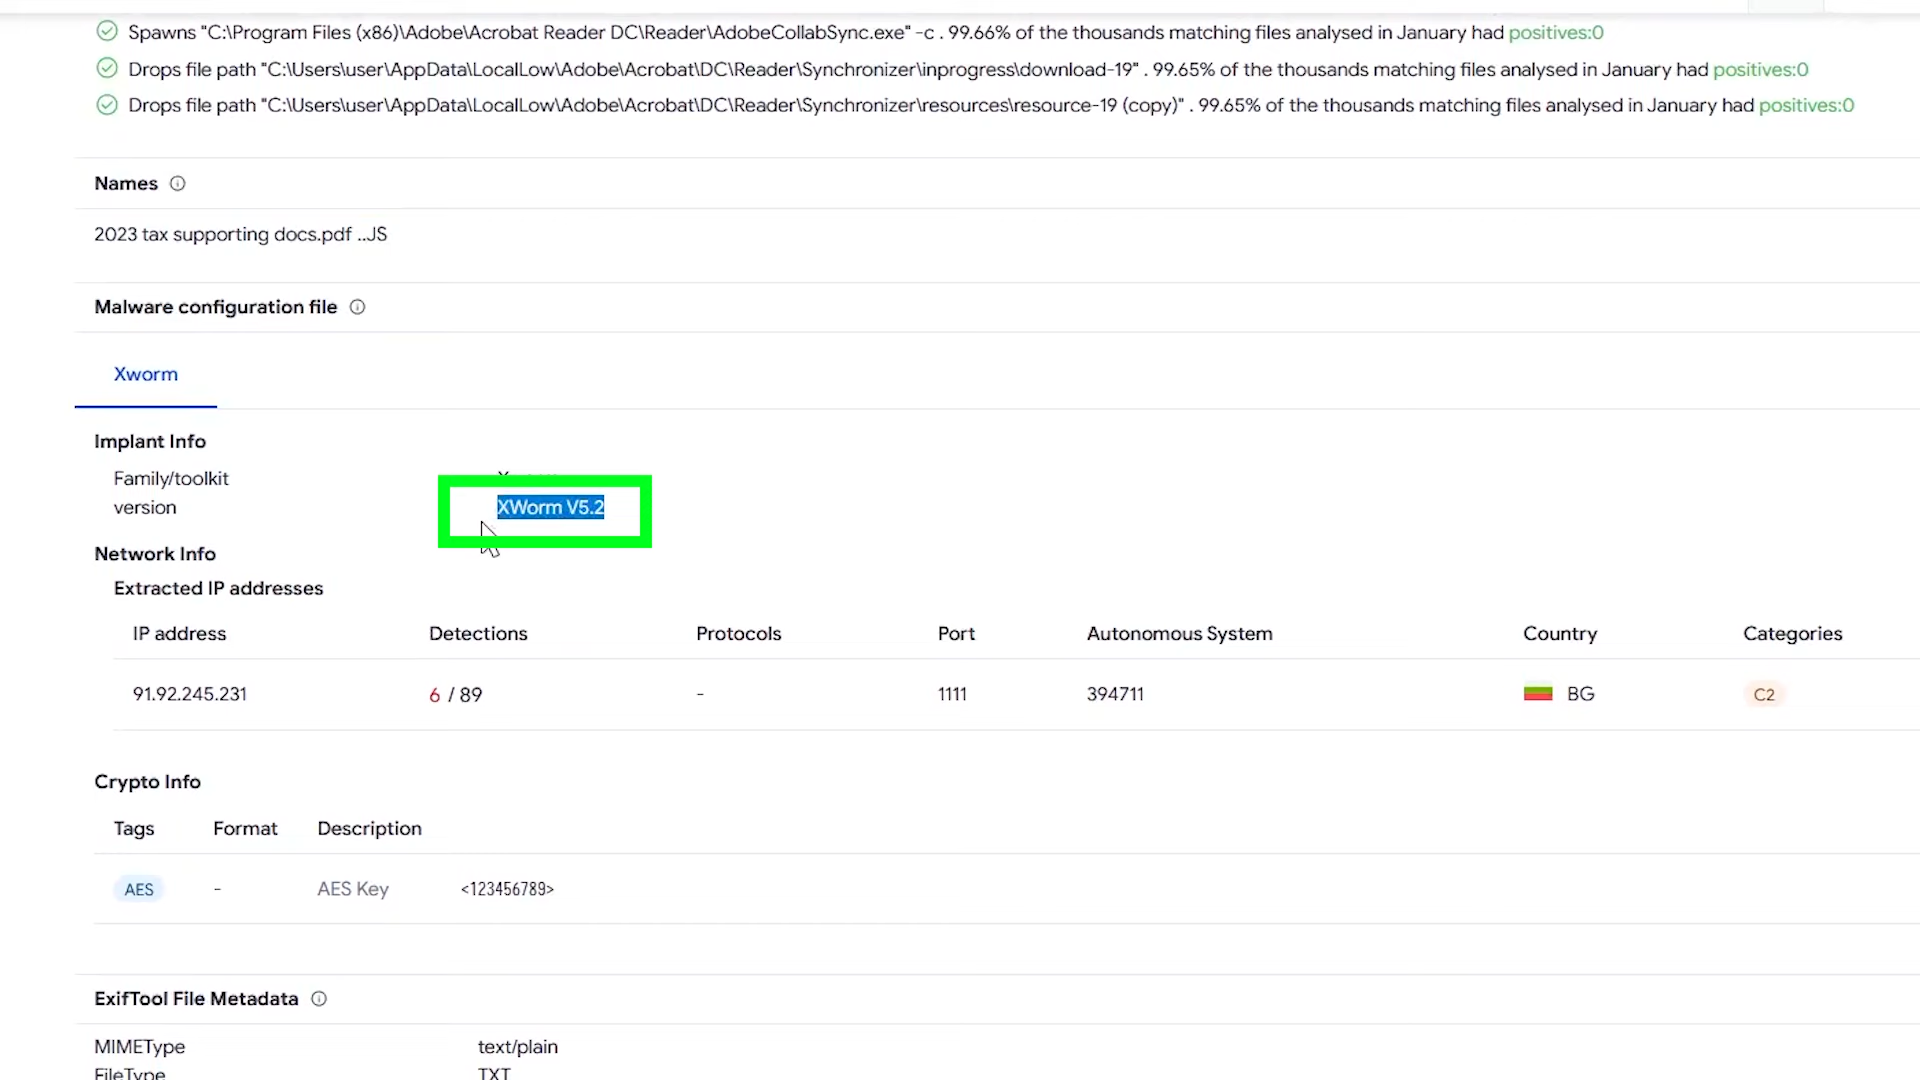 Spawns "C:\Program Files (x86)\Adobe\Acrobat Reader DC\Reader\AdobeCollabSync.exe" -c . 99.66% of the thousands matching files analysed in January had positives:0
Drops file path "C:\Users\user\AppData\LocalLow\Adobe\Acrobat\DC\Reader\Synchronizer\inprogress\download-19" . 99.65% of the thousands matching files analysed in January had positives:0
Drops file path "C:\Users\user\AppData\LocalLow\Adobe\Acrobat\DC\Reader\Synchronizer\resources\resource-19 (copy)" . 99.65% of the thousands matching files analysed in January had positives:0
Names
2023 tax supporting docs.pdf ..JS
Malware configuration file
Xworm
Implant Info
Family/toolkit
version XWorm V5.2
Network Info
Extracted IP addresses
IP address Detections Protocols Port Autonomous System Country Categories
91.92.245.231 6 / 89 - 1111 394711 BG C2
Crypto Info
Tags Format Description
AES - AES Key <123456789>
ExifTool File Metadata
MIMEType text/plain
FileType TXT